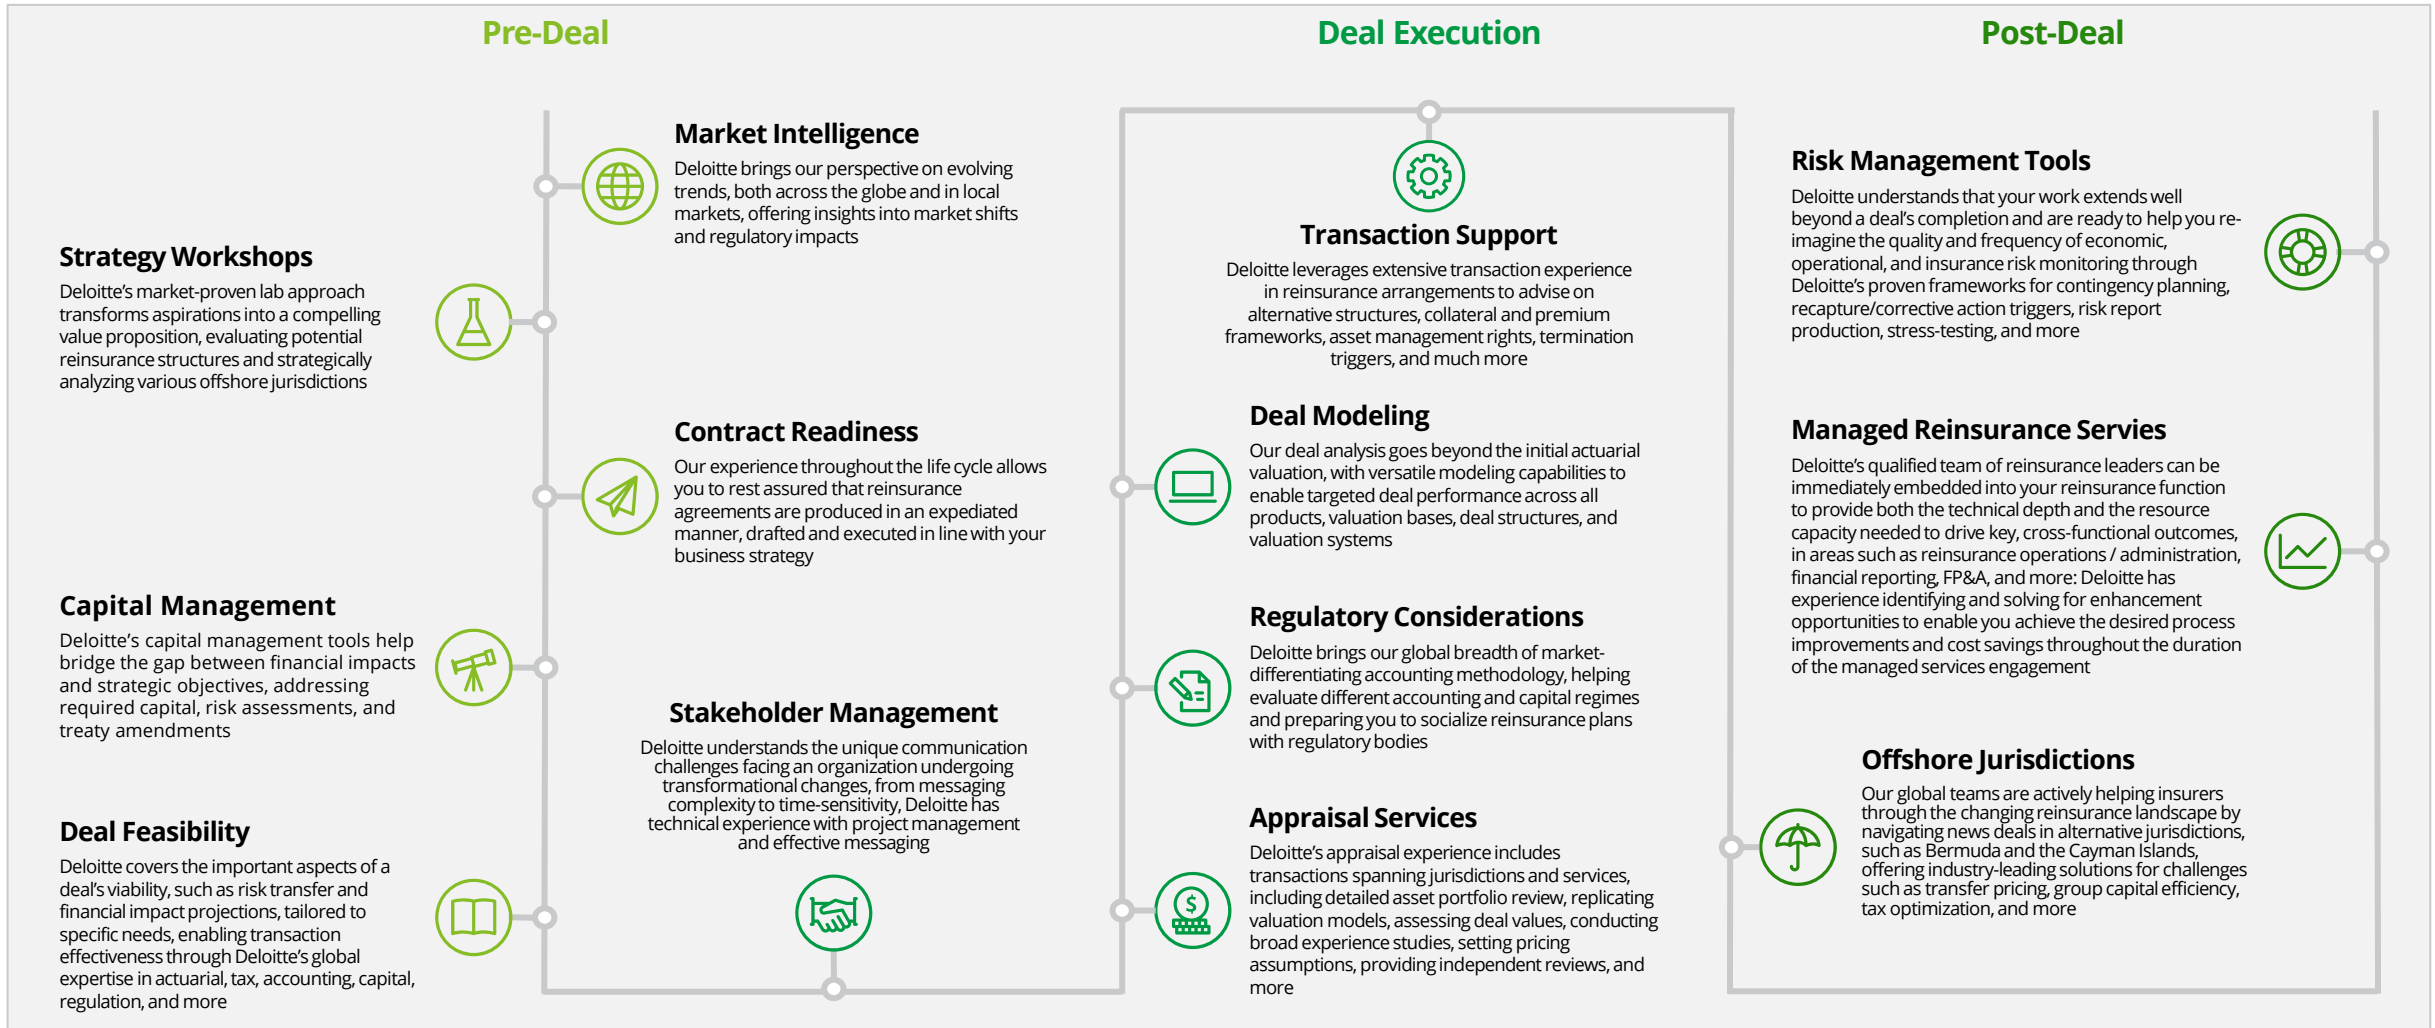 Pre-Deal
Market Intelligence
Deloitte brings our perspective on evolving
trends, both across the globe and in local
markets, offering insights into market shifts
and regulatory impacts
Strategy Workshops
Deloitte’s market-proven lab approach
transforms aspirations into a compelling
value proposition, evaluating potential
reinsurance structures and strategically
analyzing various offshore jurisdictions
Contract Readiness
Our experience throughout the life cycle allows
you to rest assured that reinsurance
agreements are produced in an expediated
manner, drafted and executed in line with your
business strategy
Capital Management
Deloitte’s capital management tools help
bridge the gap between financial impacts
and strategic objectives, addressing
required capital, risk assessments, and
treaty amendments
Deal Feasibility
Deloitte covers the important aspects of a
deal’s viability, such as risk transfer and
financial impact projections, tailored to
specific needs, enabling transaction
effectiveness through Deloitte’s global
expertise in actuarial, tax, accounting, capital,
regulation, and more
Stakeholder Management
Deloitte understands the unique communication
challenges facing an organization undergoing
transformational changes, from messaging
complexity to time-sensitivity, Deloitte has
technical experience with project management
and effective messaging
Deal Execution
Transaction Support
Deloitte leverages extensive transaction experience
in reinsurance arrangements to advise on
alternative structures, collateral and premium
frameworks, asset management rights, termination
triggers, and much more
Deal Modeling
Our deal analysis goes beyond the initial actuarial
valuation, with versatile modeling capabilities to
enable targeted deal performance across all
products, valuation bases, deal structures, and
valuation systems
Regulatory Considerations
Deloitte brings our global breadth of market-
differentiating accounting methodology, helping
evaluate different accounting and capital regimes
and preparing you to socialize reinsurance plans
with regulatory bodies
Appraisal Services
Deloitte’s appraisal experience includes
transactions spanning jurisdictions and services,
including detailed asset portfolio review, replicating
valuation models, assessing deal values, conducting
broad experience studies, setting pricing
assumptions, providing independent reviews, and
more
$
Post-Deal
Risk Management Tools
Deloitte understands that your work extends well
beyond a deal’s completion and are ready to help you re-
imagine the quality and frequency of economic,
operational, and insurance risk monitoring through
Deloitte’s proven frameworks for contingency planning,
recapture/corrective action triggers, risk report
production, stress-testing, and more
Managed Reinsurance Servies
Deloitte’s qualified team of reinsurance leaders can be
immediately embedded into your reinsurance function
to provide both the technical depth and the resource
capacity needed to drive key, cross-functional outcomes,
in areas such as reinsurance operations / administration,
financial reporting, FP&A, and more: Deloitte has
experience identifying and solving for enhancement
opportunities to enable you achieve the desired process
improvements and cost savings throughout the duration
of the managed services engagement
Offshore Jurisdictions
Our global teams are actively helping insurers
through the changing reinsurance landscape by
navigating news deals in alternative jurisdictions,
such as Bermuda and the Cayman Islands,
offering industry-leading solutions for challenges
such as transfer pricing, group capital efficiency,
tax optimization, and more